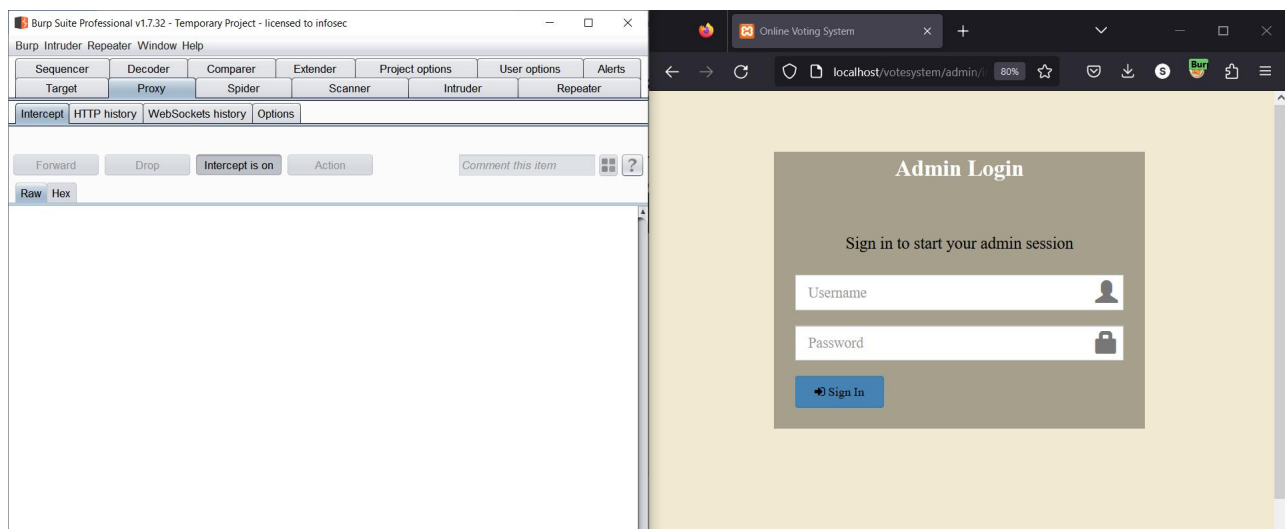 Burp Suite Professional v1.7.32 - Temporary Project - licensed to infosec
Burp Intruder Repeater Window Help
Sequencer Decoder Comparer Extender Project options User options Alerts
Target Proxy Spider Scanner Intruder Repeater
Intercept HTTP history WebSockets history Options
Forward Drop Intercept is on Action Comment this item ?
Raw Hex
Online Voting System
localhost/votesystem/admin/ 80% S Bur
Admin Login
Sign in to start your admin session
Username
Password
Sign In